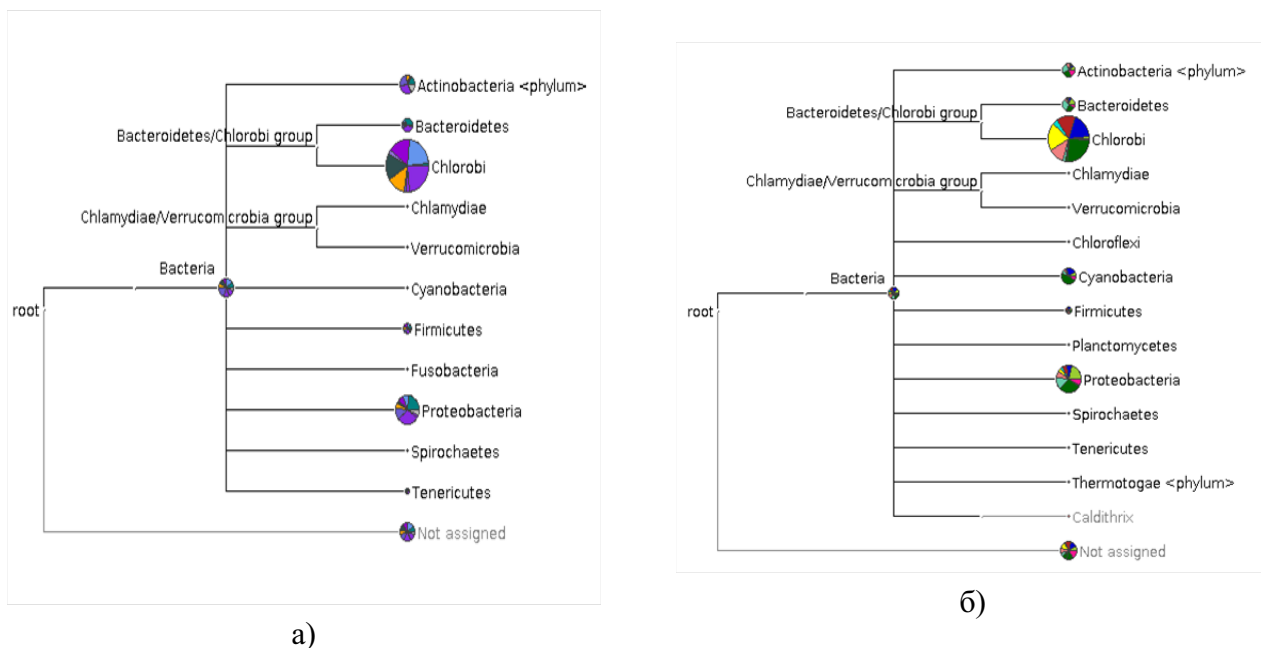 Actinobacteria <phylum>
Bacteroidetes/Chlorobi group
Bacteroidetes
Chlorobi
Chlamydiae/Verrucomicrobia group
Chlamydiae
Verrucomicrobia
Bacteria
Cyanobacteria
root
Firmicutes
Fusobacteria
Proteobacteria
Spirochaetes
Tenericutes
Not assigned
а)
Actinobacteria <phylum>
Bacteroidetes/Chlorobi group
Bacteroidetes
Chlorobi
Chlamydiae/Verrucomicrobia group
Chlamydiae
Verrucomicrobia
Chloroflexi
Bacteria
Cyanobacteria
root
Firmicutes
Planctomycetes
Proteobacteria
Spirochaetes
Tenericutes
Thermotogae <phylum>
Caldithrix
Not assigned
б)